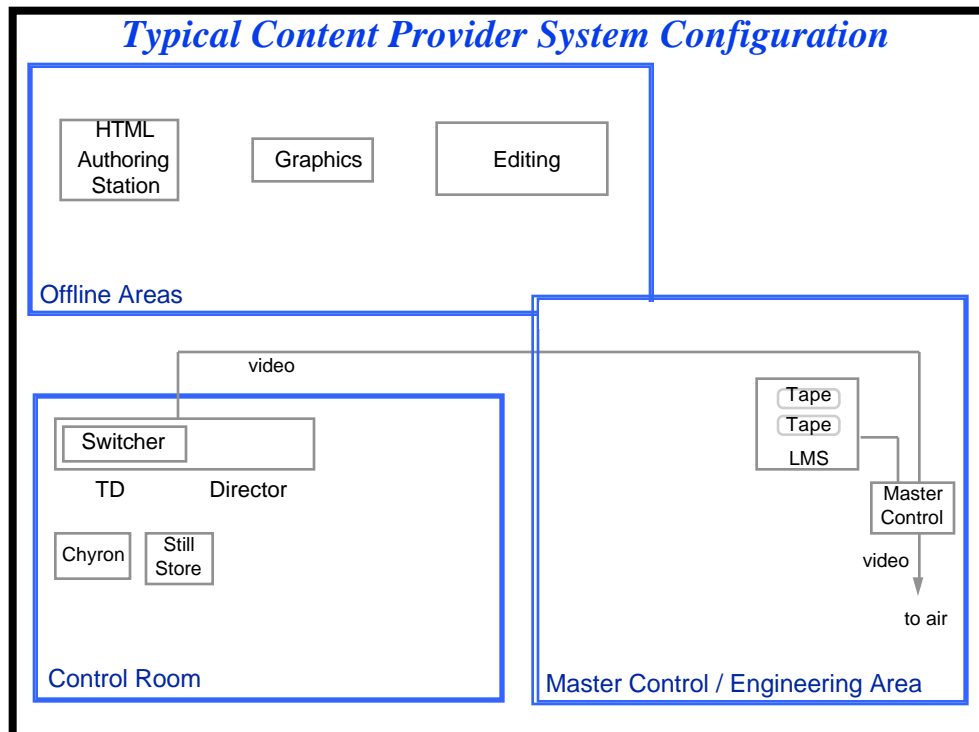 Typical Content Provider System Configuration
HTML
Authoring
Station
Graphics
Editing
Offline Areas
video
Switcher
TD
Director
Chyron
Still
Store
Control Room
Tape
Tape
LMS
Master
Control
video
to air
Master Control / Engineering Area